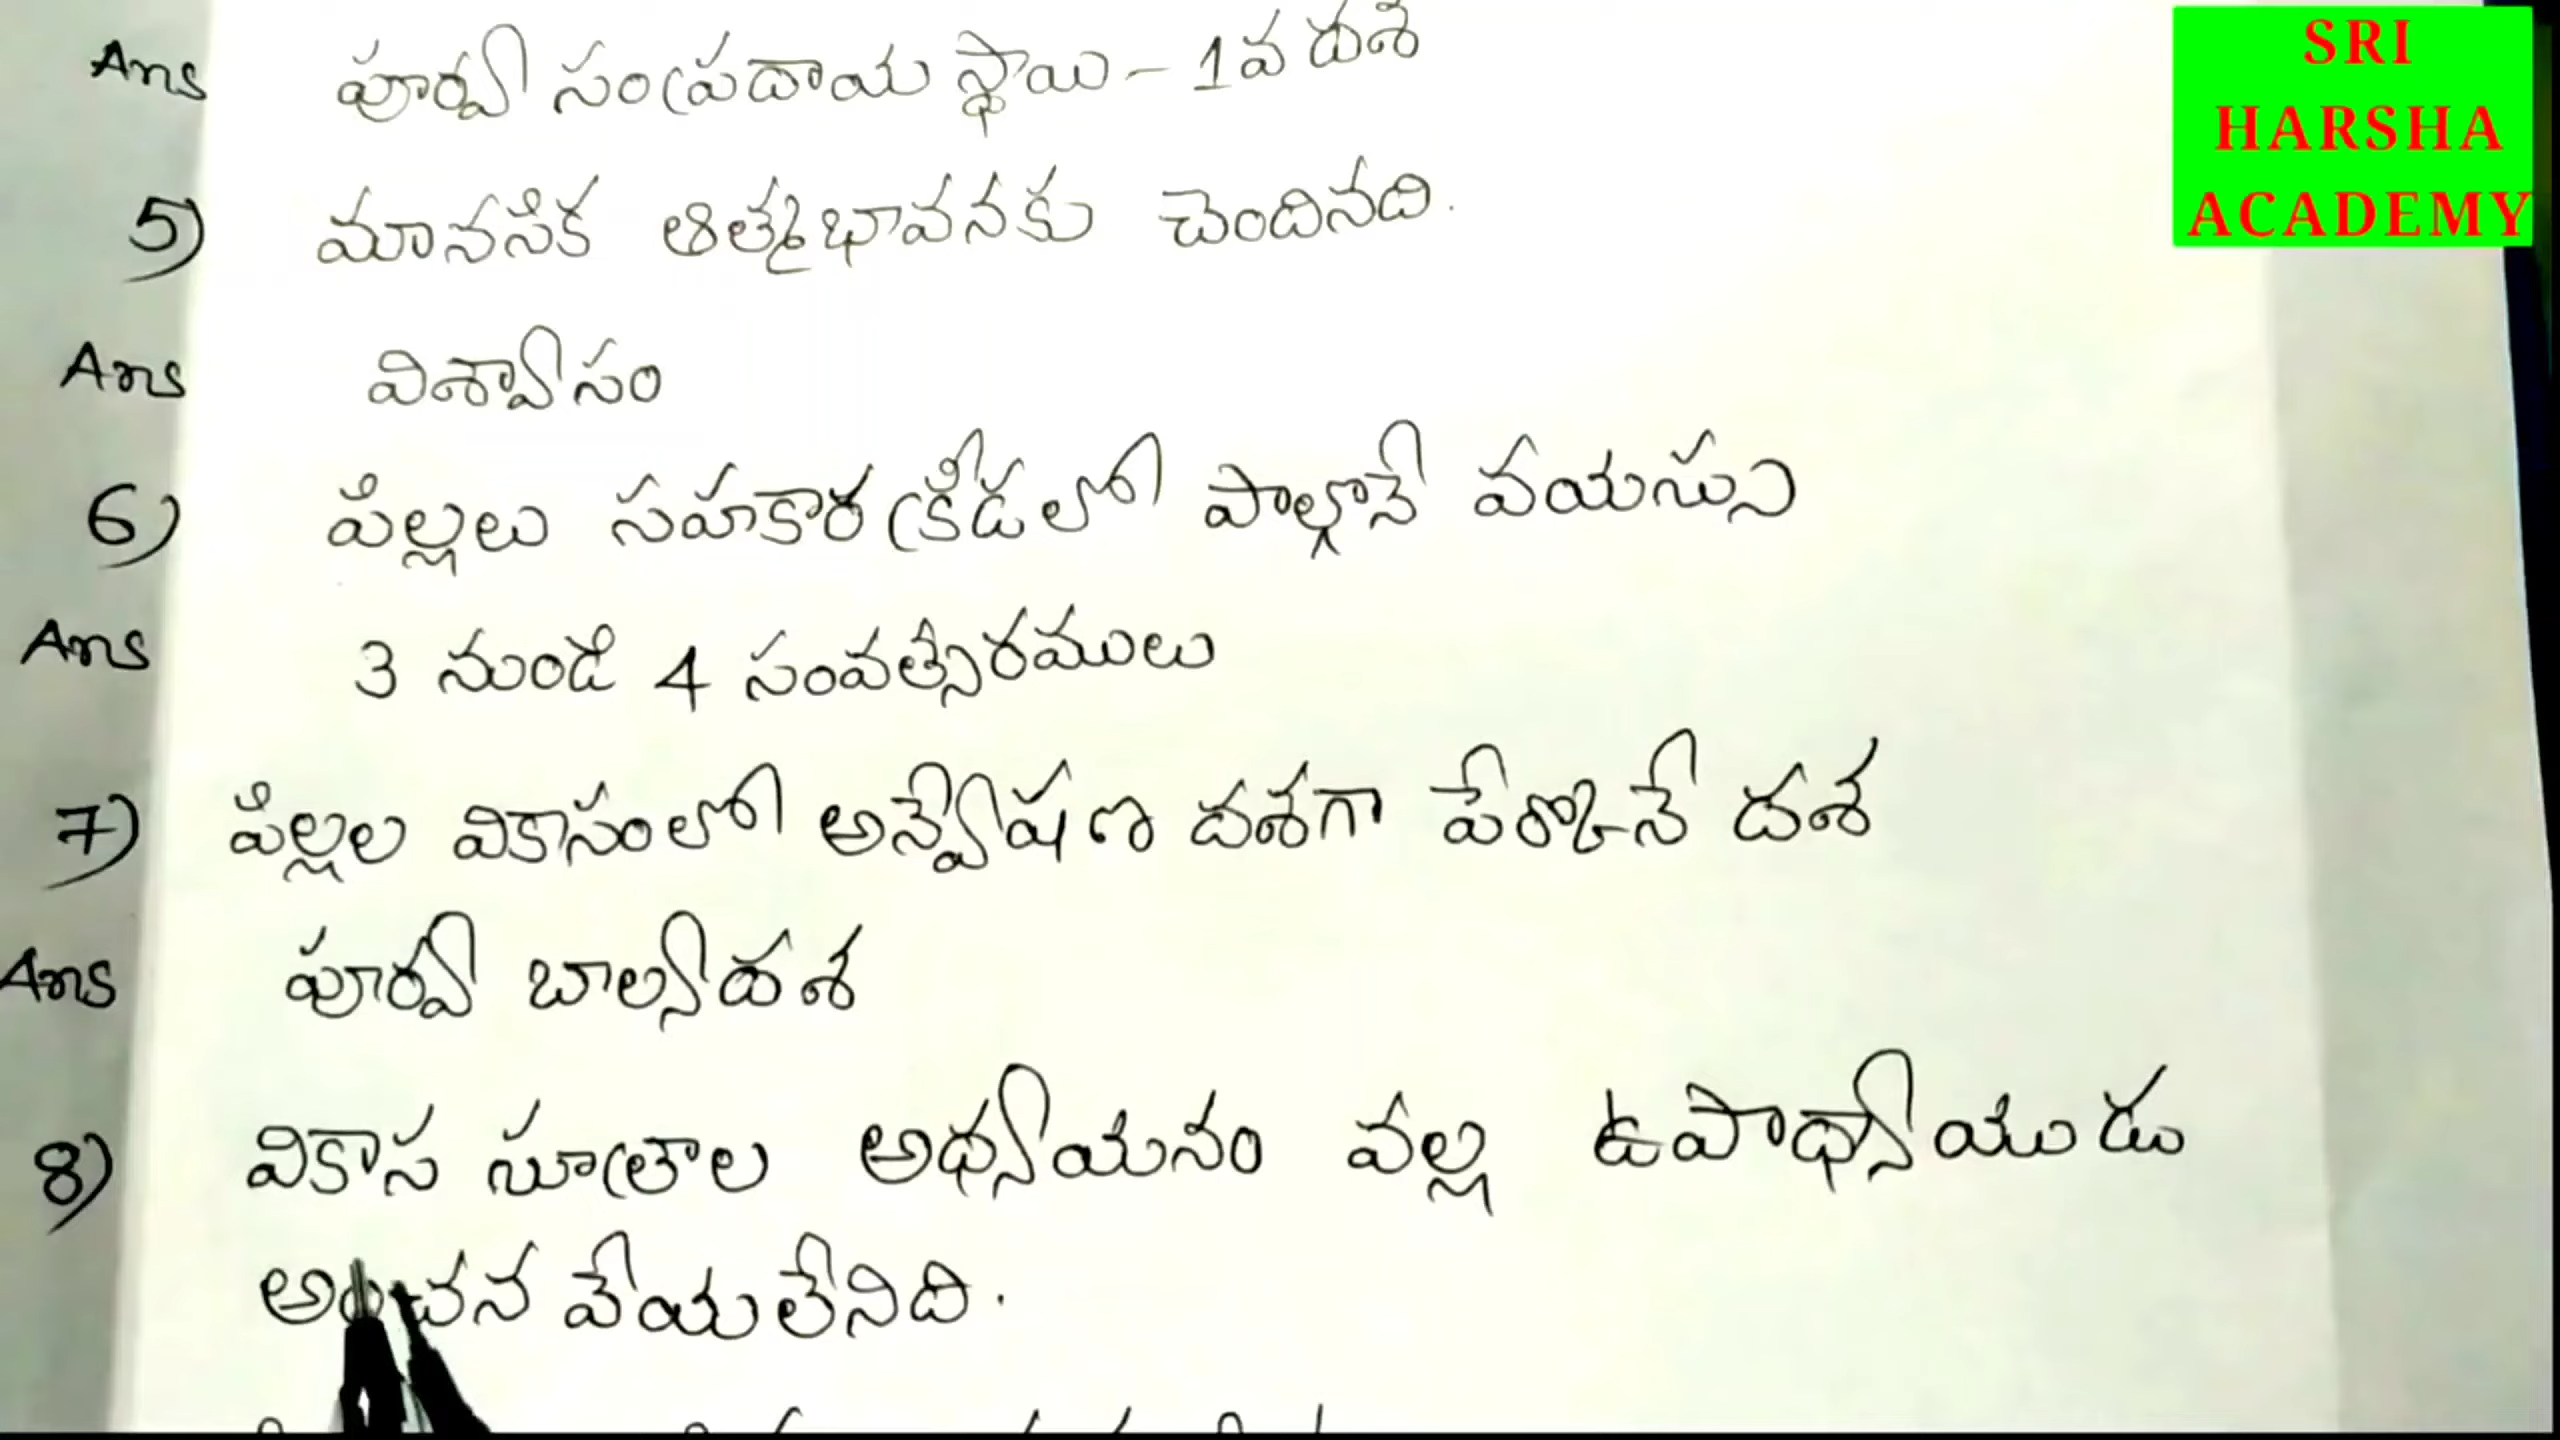 Ans పూర్వ సంప్రదాయ స్థాయి - 1వ దశ
SRI
HARSHA
ACADEMY
5) మానసిక ఆత్మభావనకు చెందినది.
Ans విశ్వాసం
6) పిల్లలు సహకార క్రీడలో పాల్గొనే వయస్సు
Ans 3 నుండి 4 సంవత్సరములు
7) పిల్లల వికాసంలో అన్వేషణ దశగా పేర్కొనే దశ
Ans పూర్వ బాల్యదశ
8) వికాస సూత్రాల అధ్యయనం వల్ల ఉపాధ్యాయుడు
అంచన వేయలేనిది.